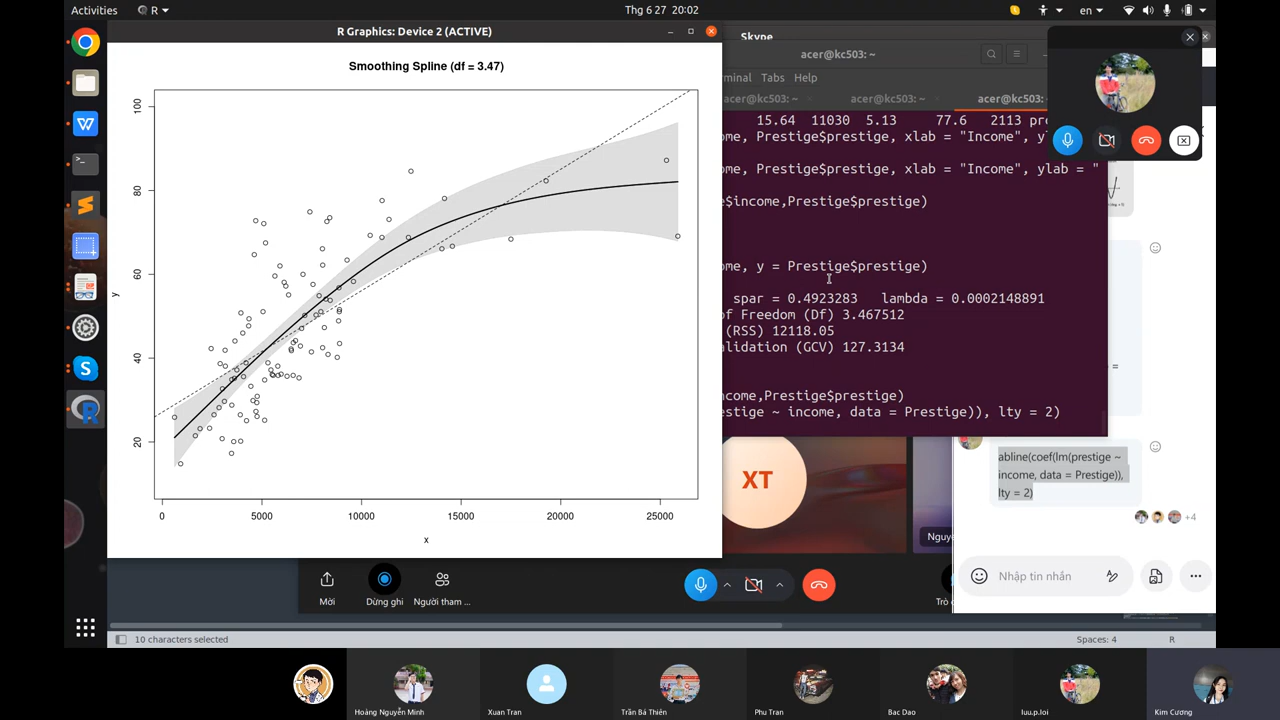 Activities
R
Thg 6 27 20:02
en
R Graphics: Device 2 (ACTIVE)
Smoothing Spline (df = 3.47)
100
80
60
40
20
y
0
5000
10000
15000
20000
25000
x
Skype
acer@kc503: ~
minal Tabs Help
acer@kc503: ~
acer@kc503: ~
acer@kc503:
15.64 11030 5.13 77.6 2113 pro
ome, Prestige$prestige, xlab = "Income", yl
ome, Prestige$prestige, xlab = "Income", ylab = "
e$income,Prestige$prestige)
ome, y = Prestige$prestige)
spar = 0.4923283 lambda = 0.0002148891
of Freedom (Df) 3.467512
(RSS) 12118.05
alidation (GCV) 127.3134
ncome,Prestige$prestige)
estige ~ income, data = Prestige)), lty = 2)
=
abline(coef(lm(prestige ~
income, data = Prestige)),
lty = 2)
+4
XT
Nguy
Nhập tin nhắn
Mời
Dừng ghi
Người tham ...
Trò
10 characters selected
Spaces: 4
R
Hoàng Nguyễn Minh
Xuan Tran
Trần Bá Thiên
Phu Tran
Bac Dao
luu.p.loi
Kim Cương